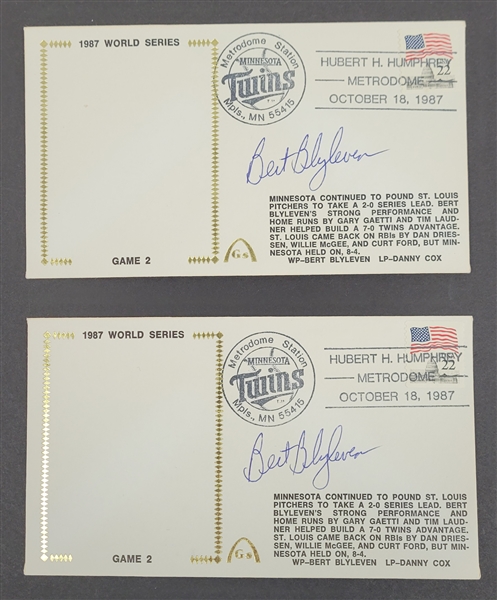 1987 WORLD SERIES
GAME 2
Metrodome Station
MINNESOTA
Twins
Mpls., MN 55415
22
HUBERT H. HUMPHREY
METRODOME
OCTOBER 18, 1987
Bert Blyleven
MINNESOTA CONTINUED TO POUND ST. LOUIS
PITCHERS TO TAKE A 2-0 SERIES LEAD. BERT
BLYLEVEN'S STRONG PERFORMANCE AND
HOME RUNS BY GARY GAETTI AND TIM LAUD-
NER HELPED BUILD A 7-0 TWINS ADVANTAGE.
ST. LOUIS CAME BACK ON RBIs BY DAN DRIES-
SEN, WILLIE McGEE, AND CURT FORD, BUT MIN-
NESOTA HELD ON, 8-4.
WP-BERT BLYLEVEN LP-DANNY COX
G s
1987 WORLD SERIES
GAME 2
Metrodome Station
MINNESOTA
Twins
Mpls., MN 55415
22
HUBERT H. HUMPHREY
METRODOME
OCTOBER 18, 1987
Bert Blyleven
MINNESOTA CONTINUED TO POUND ST. LOUIS
PITCHERS TO TAKE A 2-0 SERIES LEAD. BERT
BLYLEVEN'S STRONG PERFORMANCE AND
HOME RUNS BY GARY GAETTI AND TIM LAUD-
NER HELPED BUILD A 7-0 TWINS ADVANTAGE.
ST. LOUIS CAME BACK ON RBIs BY DAN DRIES-
SEN, WILLIE McGEE, AND CURT FORD, BUT MIN-
NESOTA HELD ON, 8-4.
WP-BERT BLYLEVEN LP-DANNY COX
G s